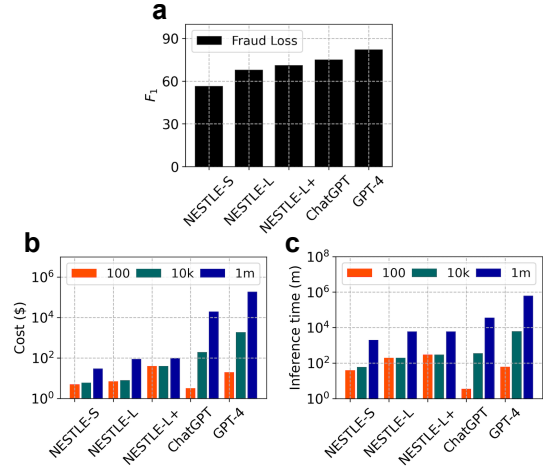 a
90
60
30
0
F1
Fraud Loss
NESTLE-S
NESTLE-L
NESTLE-L+
ChatGPT
GPT-4
b
10^6
10^4
10^2
10^0
Cost ($)
100 10k 1m
NESTLE-S
NESTLE-L
NESTLE-L+
ChatGPT
GPT-4
c
10^8
10^6
10^4
10^2
10^0
Inference time (m)
100 10k 1m
NESTLE-S
NESTLE-L
NESTLE-L+
ChatGPT
GPT-4